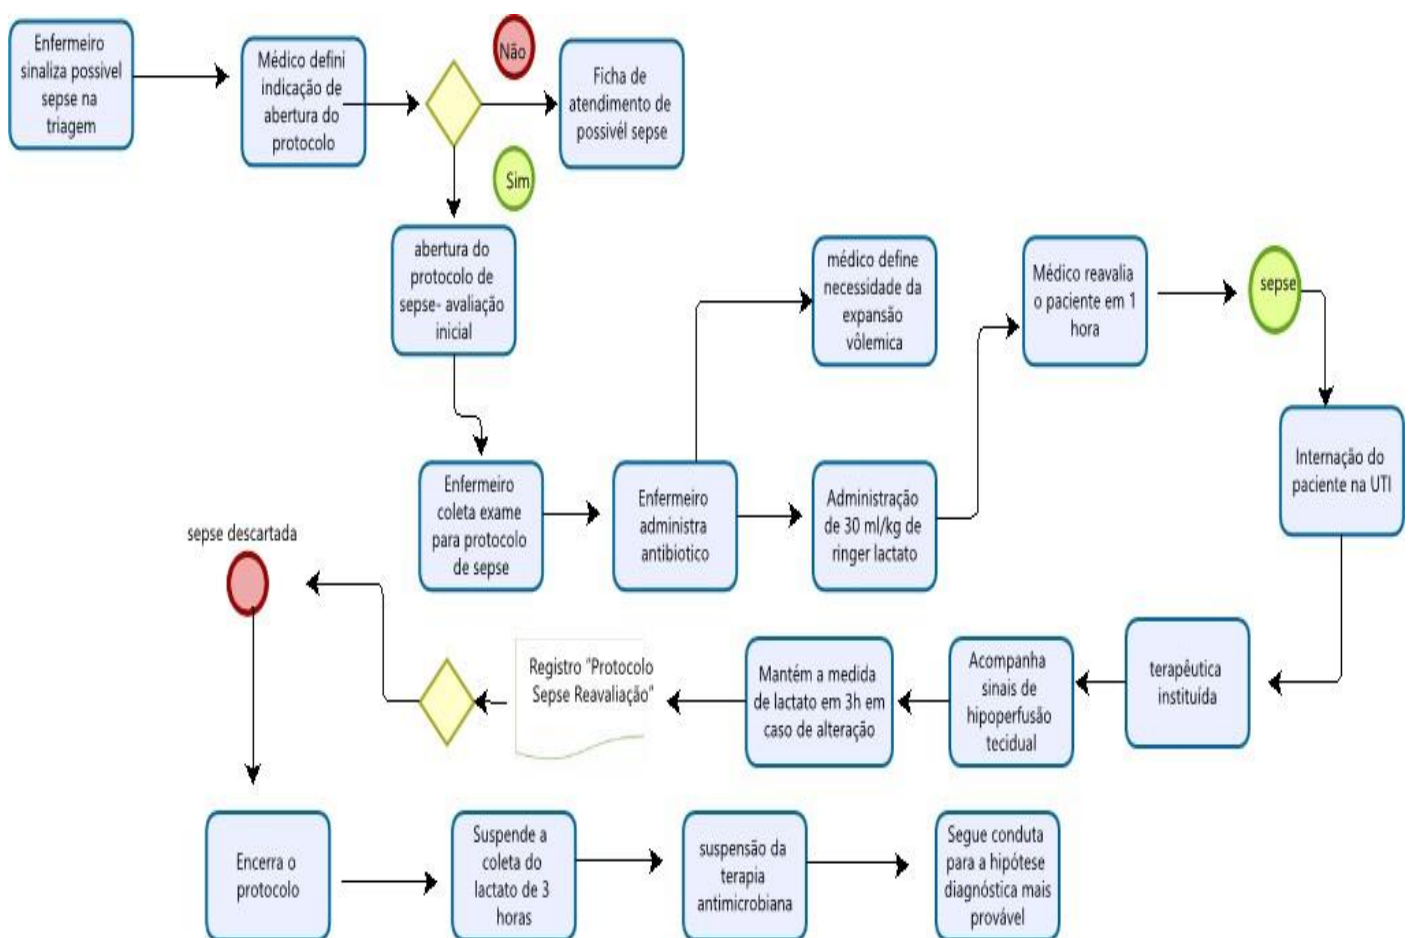 Enfermeiro
sinaliza possivel
sepse na
triagem
Médico defini
indicação de
abertura do
protocolo
Não
Ficha de
atendimento de
possivél sepse
Sim
abertura do
protocolo de
sepse- avaliação
inicial
médico define
necessidade da
expansão
vôlemica
Médico reavalia
o paciente em 1
hora
sepse
Internação do
paciente na UTI
Enfermeiro
coleta exame
para protocolo
de sepse
Enfermeiro
administra
antibiotico
Administração
de 30 ml/kg de
ringer lactato
sepse descartada
Registro "Protocolo
Sepse Reavaliação"
Mantém a medida
de lactato em 3h em
caso de alteração
Acompanha
sinais de
hipoperfusão
tecidual
terapêutica
instituída
Encerra o
protocolo
Suspende a
coleta do
lactato de 3
horas
suspensão da
terapia
antimicrobiana
Segue conduta
para a hipótese
diagnóstica mais
provável